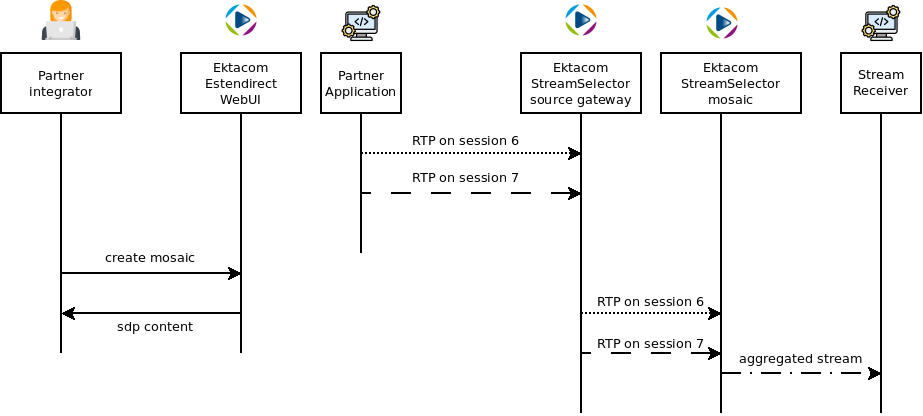 Partner
integrator
Ektacom
Estendirect
WebUI
Partner
Application
Ektacom
StreamSelector
source gateway
Ektacom
StreamSelector
mosaic
Stream
Receiver
RTP on session 6
RTP on session 7
create mosaic
sdp content
RTP on session 6
RTP on session 7
aggregated stream